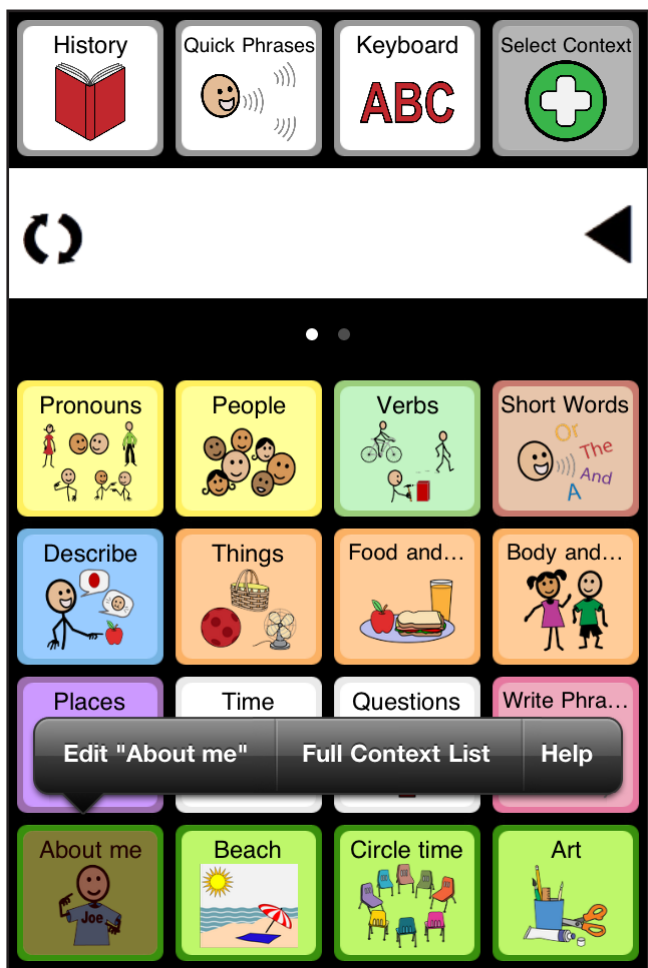 History
Quick Phrases
Keyboard
Select Context
ABC
Pronouns
People
Verbs
Short Words
Or
The
And
A
Describe
Things
Food and...
Body and...
Places
Time
Questions
Write Phra...
Edit "About me"
Full Context List
Help
About me
Beach
Circle time
Art
Joe